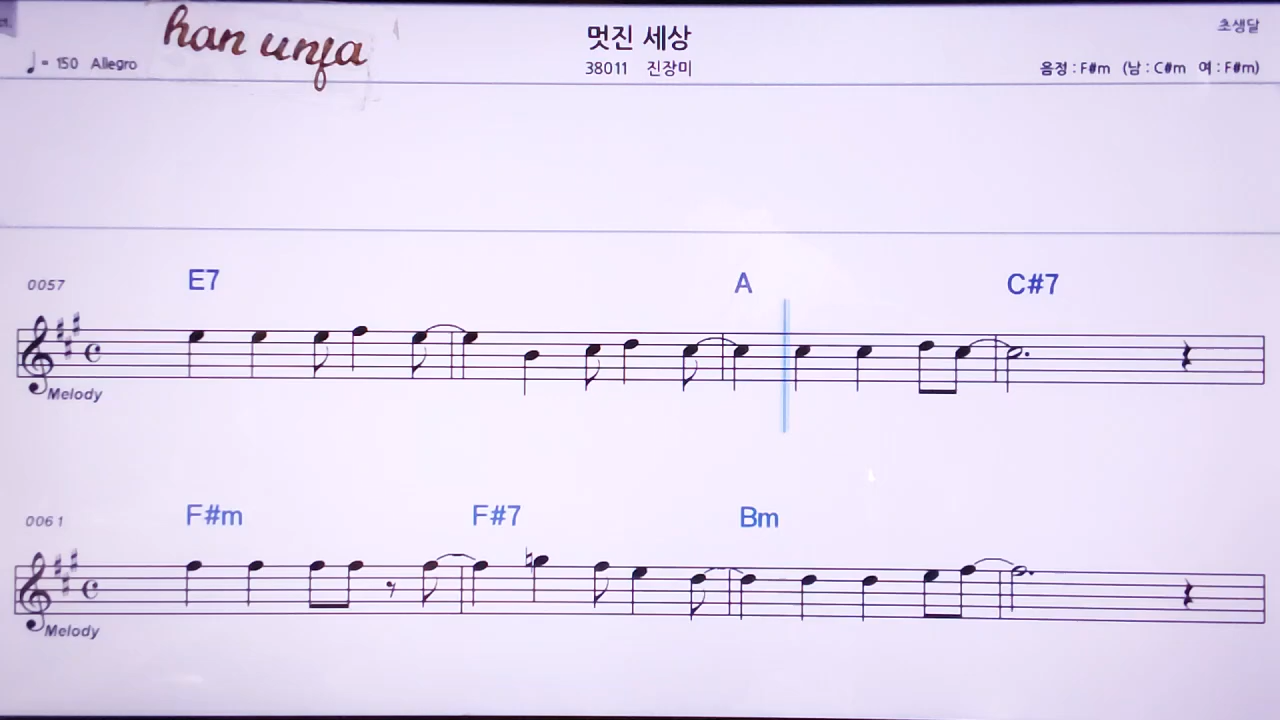 han unja
멋진 세상
초생달
♩= 150 Allegro
38011 진장미
음정 : F#m (남 : C#m 여 : F#m)
0057 E7 A C#7
Melody
0061 F#m F#7 Bm
Melody